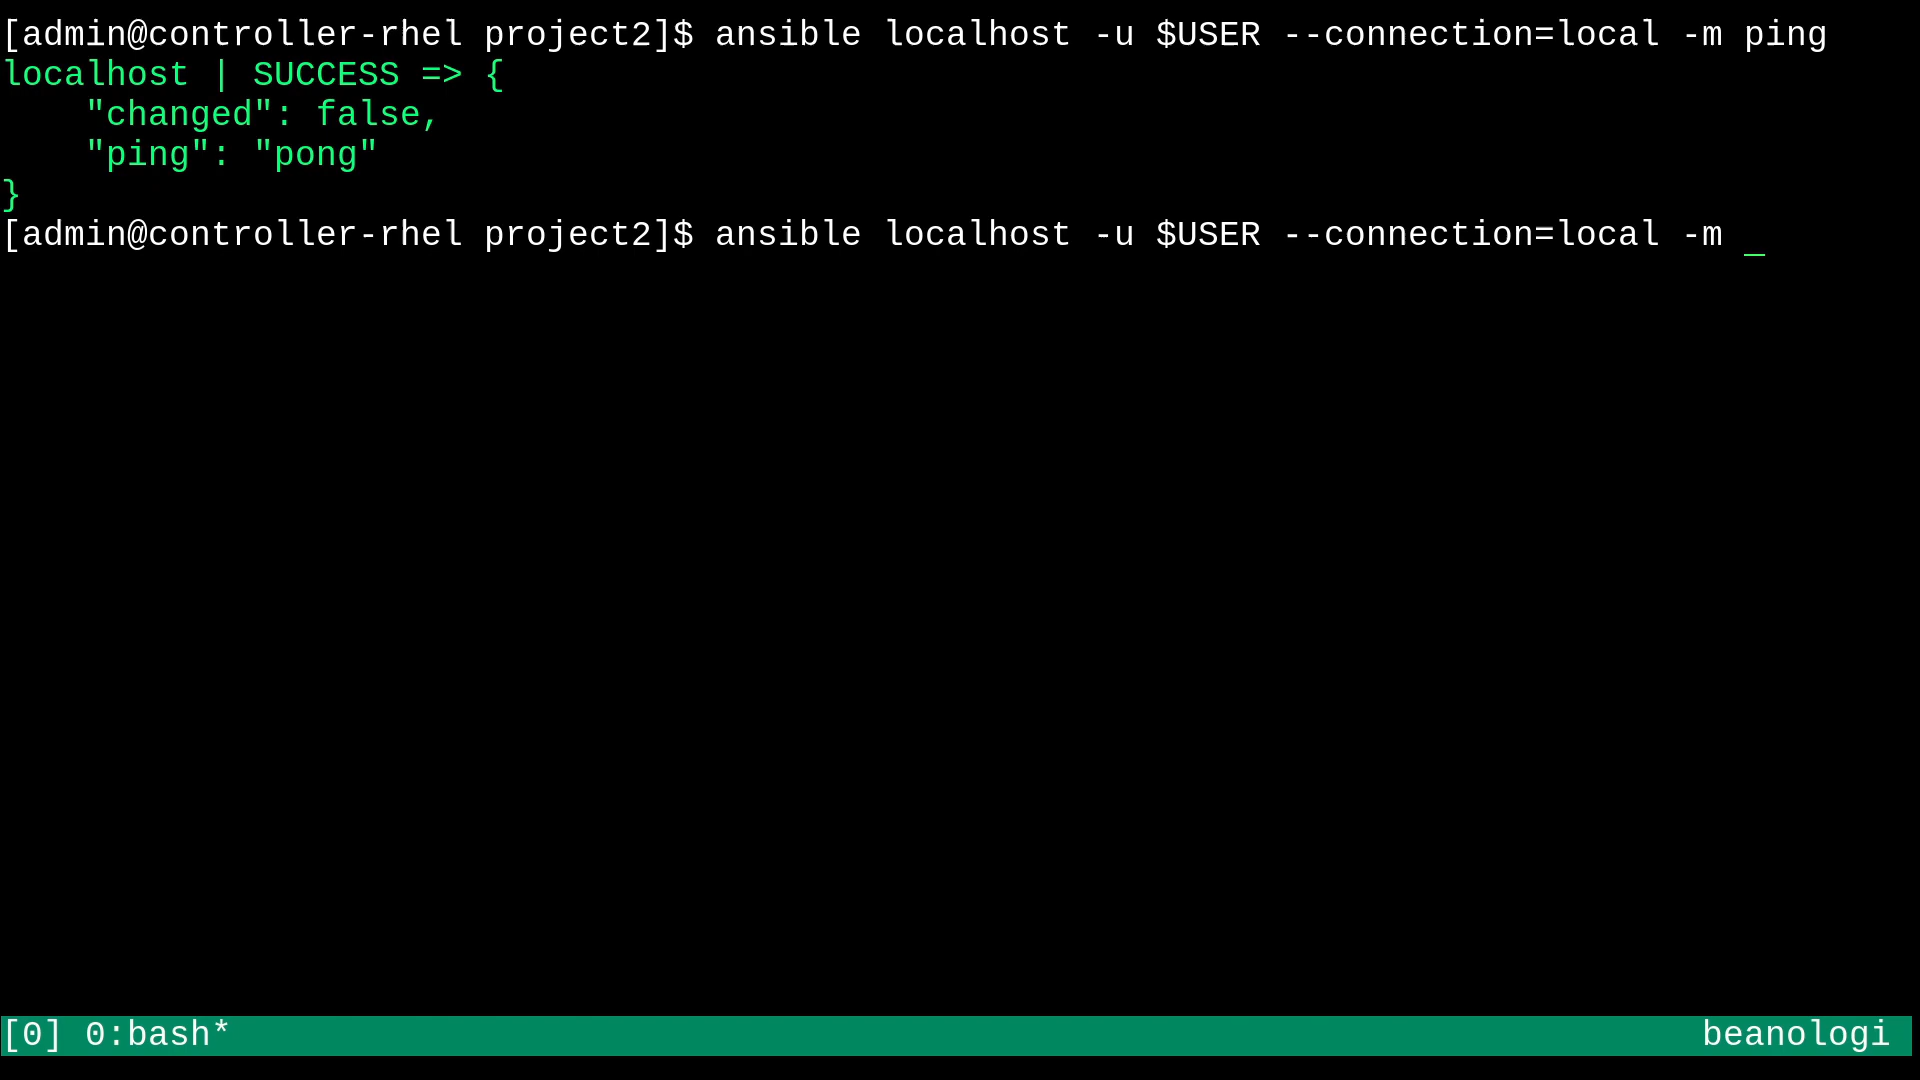 [admin@controller-rhel project2]$ ansible localhost -u $USER --connection=local -m ping
localhost | SUCCESS => {
    "changed": false,
    "ping": "pong"
}
[admin@controller-rhel project2]$ ansible localhost -u $USER --connection=local -m _
[0] 0:bash* beanologi